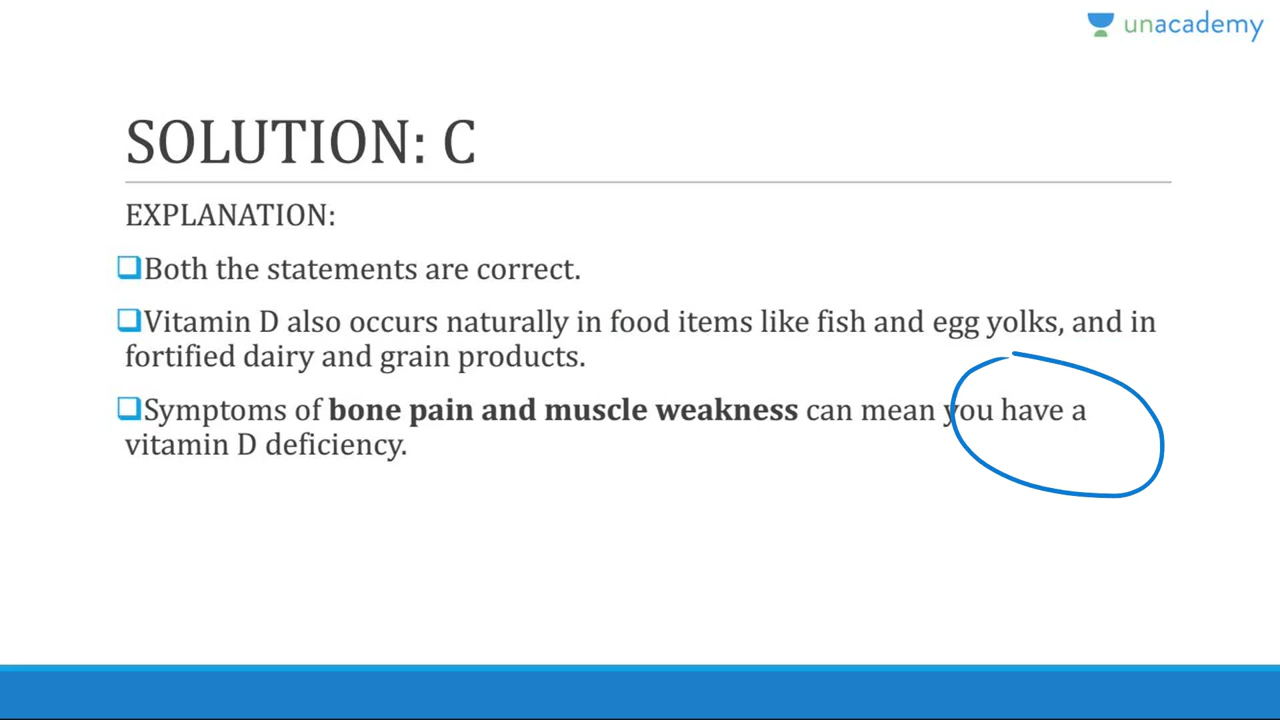 unacademy
SOLUTION: C
EXPLANATION:
Both the statements are correct.
Vitamin D also occurs naturally in food items like fish and egg yolks, and in
fortified dairy and grain products.
Symptoms of bone pain and muscle weakness can mean you have a
vitamin D deficiency.